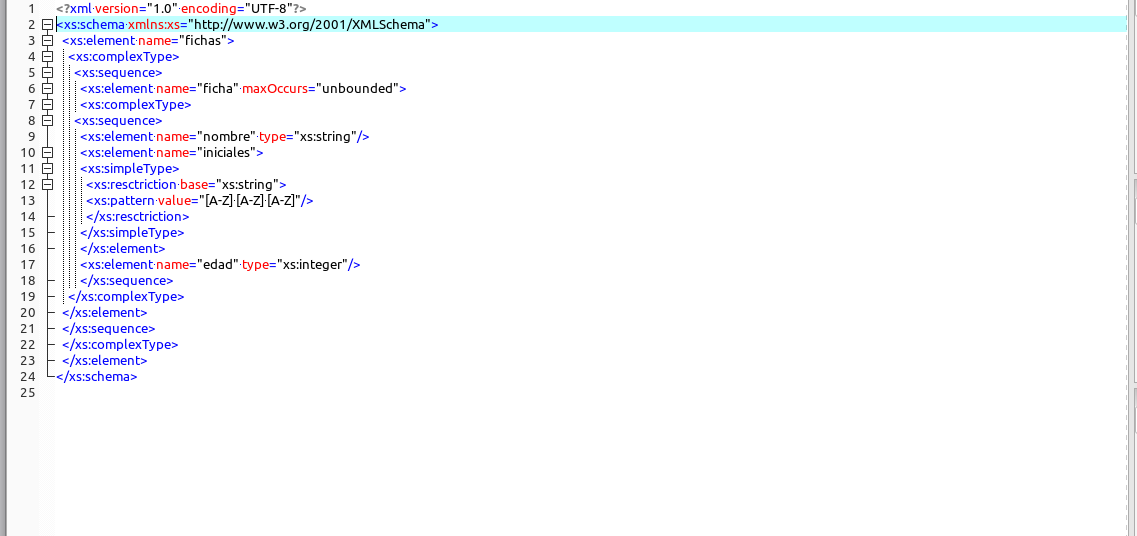 1 <?xml version="1.0" encoding="UTF-8"?>
2 <xs:schema xmlns:xs="http://www.w3.org/2001/XMLSchema">
3 <xs:element name="fichas">
4 <xs:complexType>
5 <xs:sequence>
6 <xs:element name="ficha" maxOccurs="unbounded">
7 <xs:complexType>
8 <xs:sequence>
9 <xs:element name="nombre" type="xs:string"/>
10 <xs:element name="iniciales">
11 <xs:simpleType>
12 <xs:resctriction base="xs:string">
13 <xs:pattern value="[A-Z] [A-Z] [A-Z]"/>
14 </xs:resctriction>
15 </xs:simpleType>
16 </xs:element>
17 <xs:element name="edad" type="xs:integer"/>
18 </xs:sequence>
19 </xs:complexType>
20 </xs:element>
21 </xs:sequence>
22 </xs:complexType>
23 </xs:element>
24 </xs:schema>
25